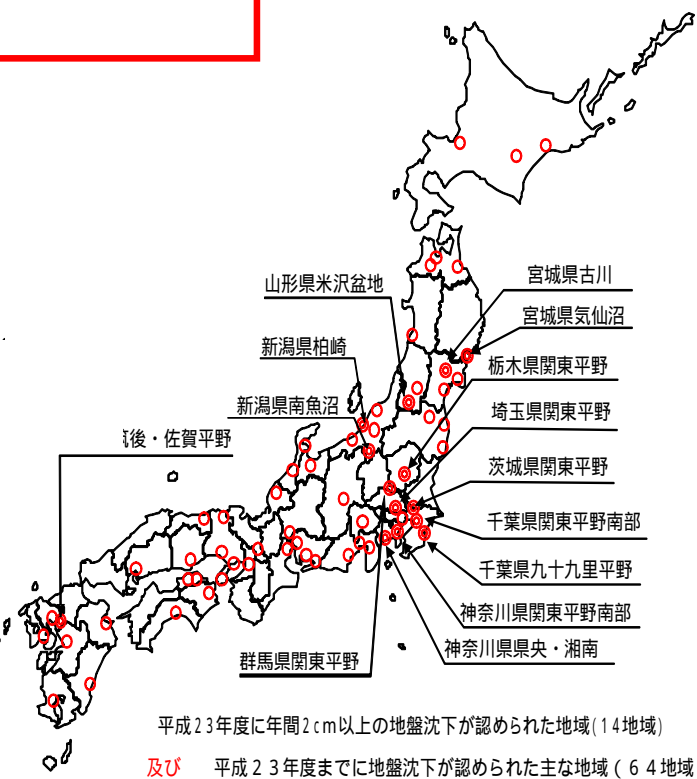 山形県米沢盆地
宮城県古川
宮城県気仙沼
新潟県柏崎
栃木県関東平野
新潟県南魚沼
埼玉県関東平野
後・佐賀平野
茨城県関東平野
千葉県関東平野南部
千葉県九十九里平野
神奈川県関東平野南部
神奈川県県央・湘南
群馬県関東平野
平成23年度に年間2cm以上の地盤沈下が認められた地域(14地域)
及び 平成23年度までに地盤沈下が認められた主な地域(64地域